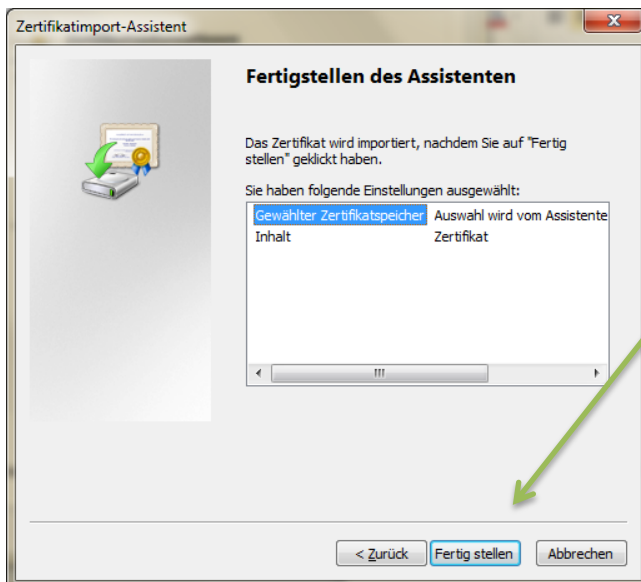 Zertifikatimport-Assistent
Fertigstellen des Assistenten
Das Zertifikat wird importiert, nachdem Sie auf "Fertig
stellen" geklickt haben.
Sie haben folgende Einstellungen ausgewählt:
Gewählter Zertifikatspeicher Auswahl wird vom Assistente
Inhalt Zertifikat
< Zurück Fertig stellen Abbrechen